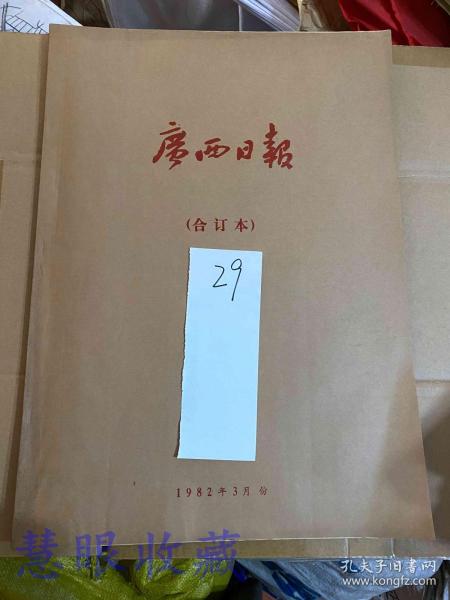 廣西日報
(合订本)
29
1982年3月份
慧眼收藏
孔夫子旧书网
www.kongfz.com